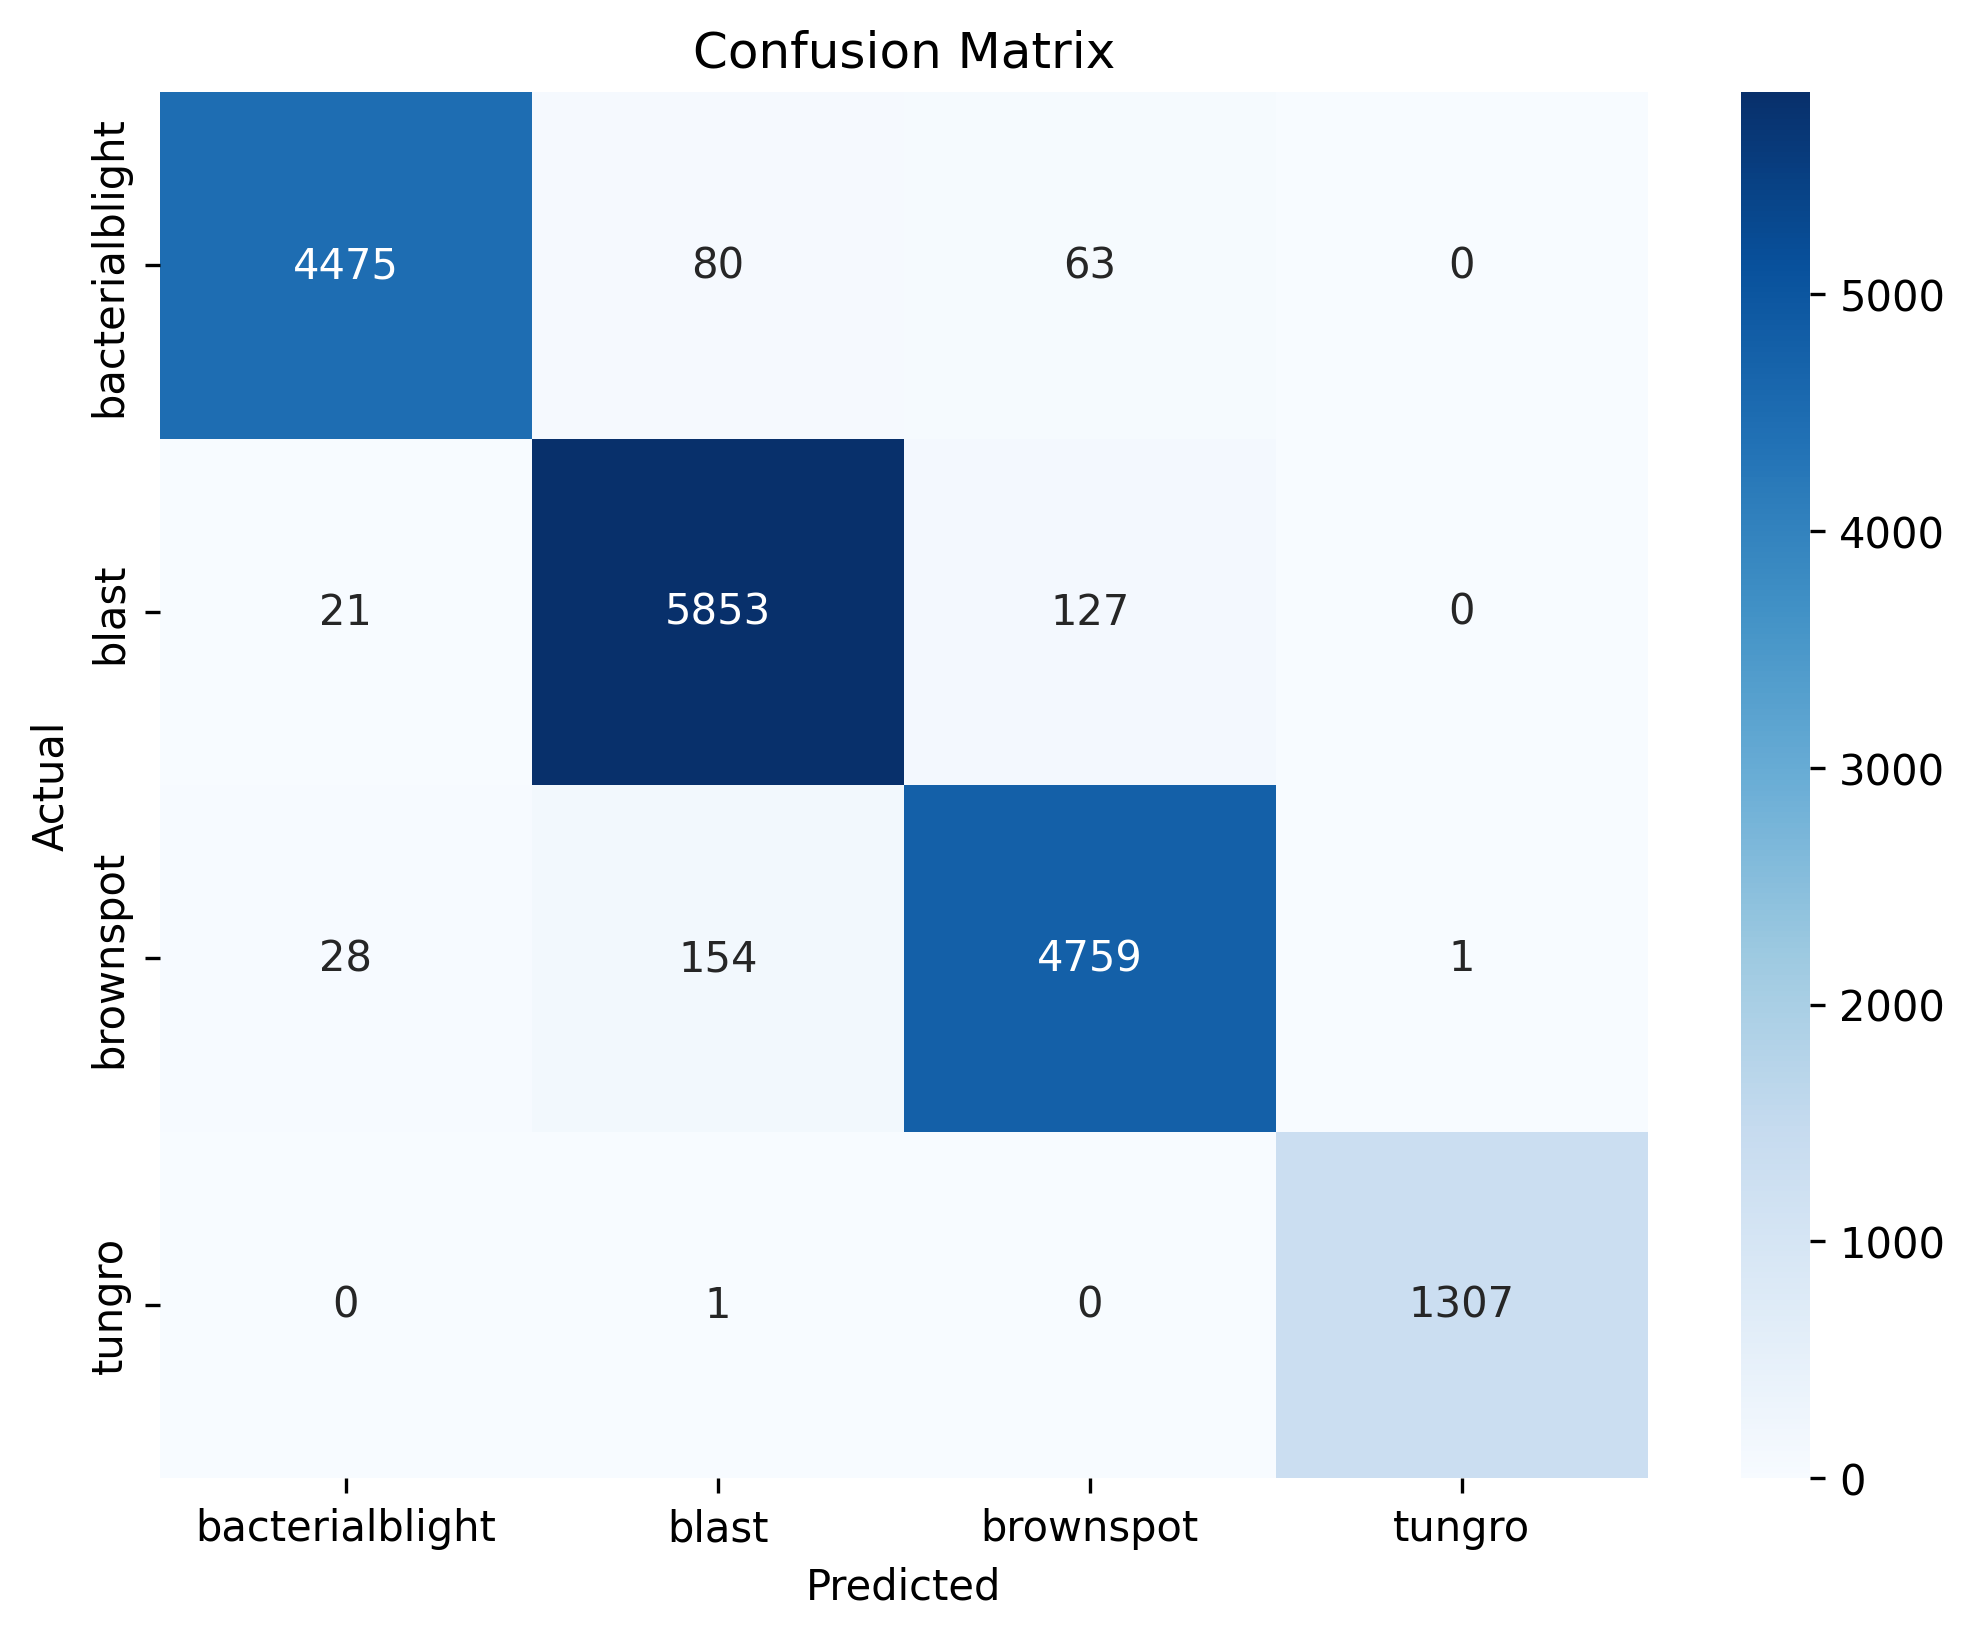 Confusion Matrix
bacterialblight
4475 80 63 0
blast
21 5853 127 0
brownspot
28 154 4759 1
tungro
0 1 0 1307
bacterialblight blast brownspot tungro
Predicted
Actual
5000
4000
3000
2000
1000
0